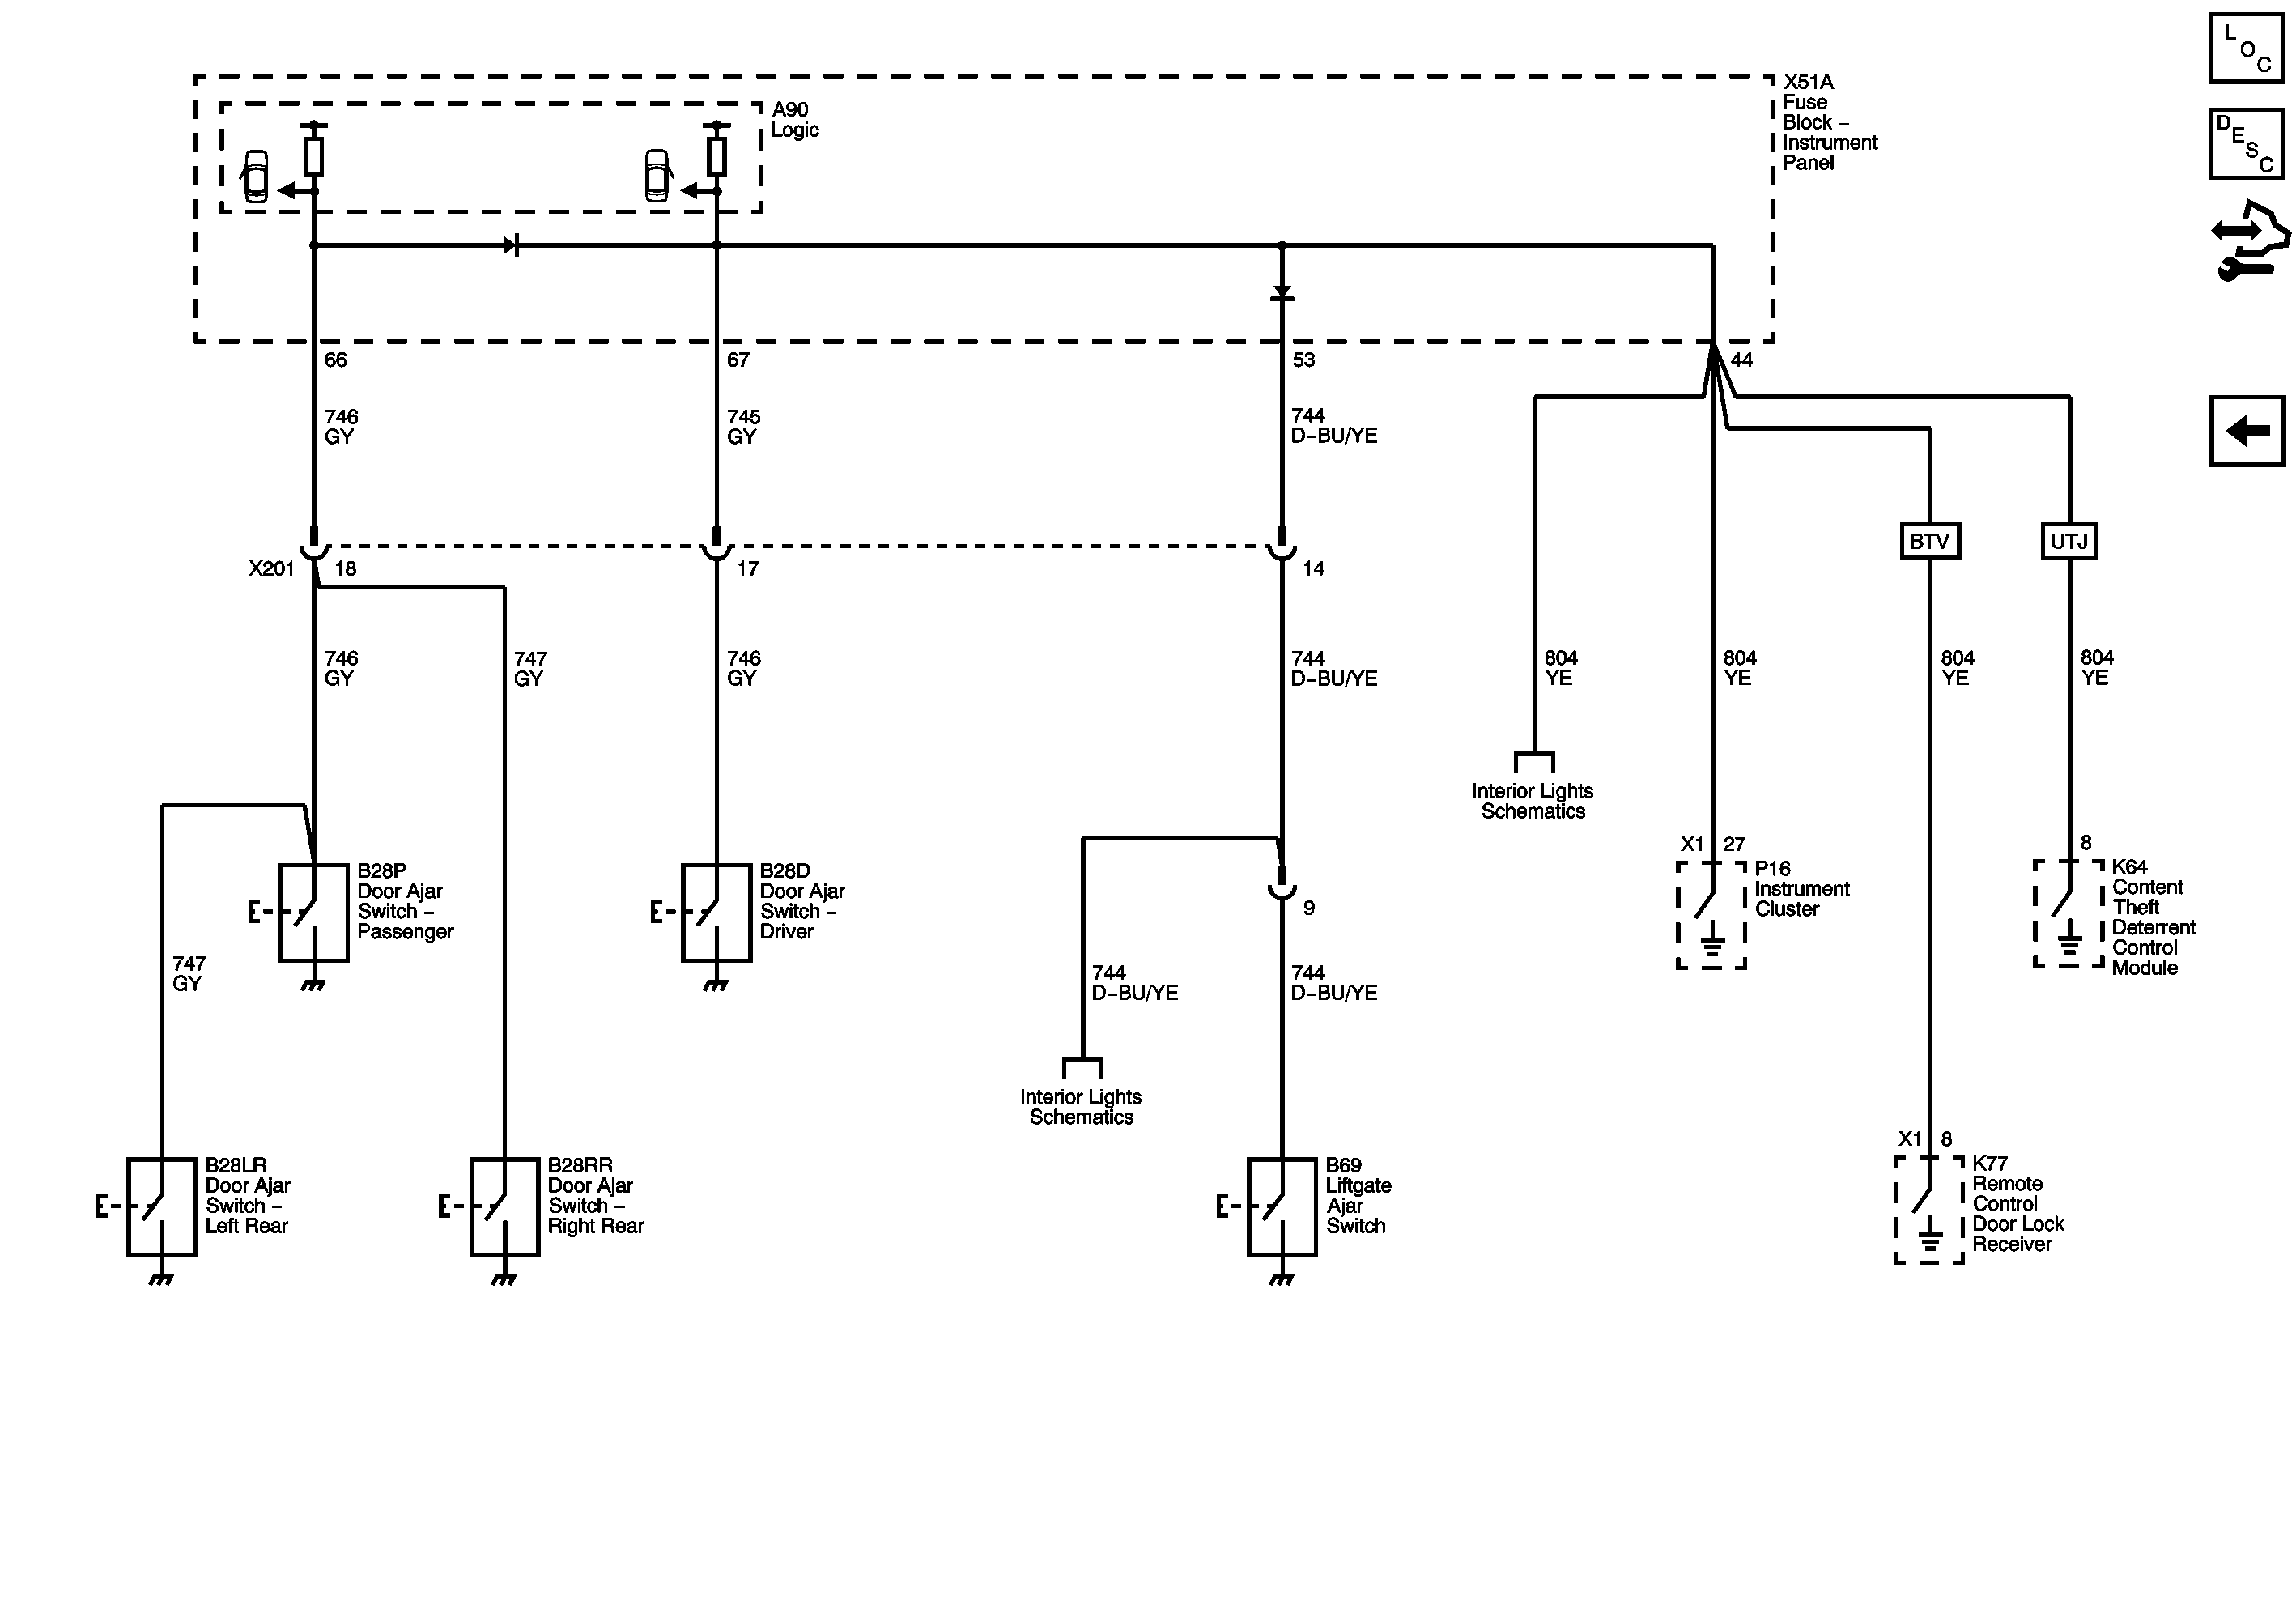 L O C
X51A
Fuse
Block –
Instrument
Panel
A90
Logic
D E S C
66
67
53
44
746
GY
745
GY
744
D–BU/YE
BTV
UTJ
X201
18
17
14
746
GY
747
GY
746
GY
744
D–BU/YE
804
YE
804
YE
804
YE
804
YE
Interior Lights
Schematics
X1
27
8
B28P
Door Ajar
Switch –
Passenger
B28D
Door Ajar
Switch –
Driver
9
P16
Instrument
Cluster
K64
Content
Theft
Deterrent
Control
Module
747
GY
744
D–BU/YE
744
D–BU/YE
Interior Lights
Schematics
X1
8
B28LR
Door Ajar
Switch –
Left Rear
B28RR
Door Ajar
Switch –
Right Rear
B69
Liftgate
Ajar
Switch
K77
Remote
Control
Door Lock
Receiver